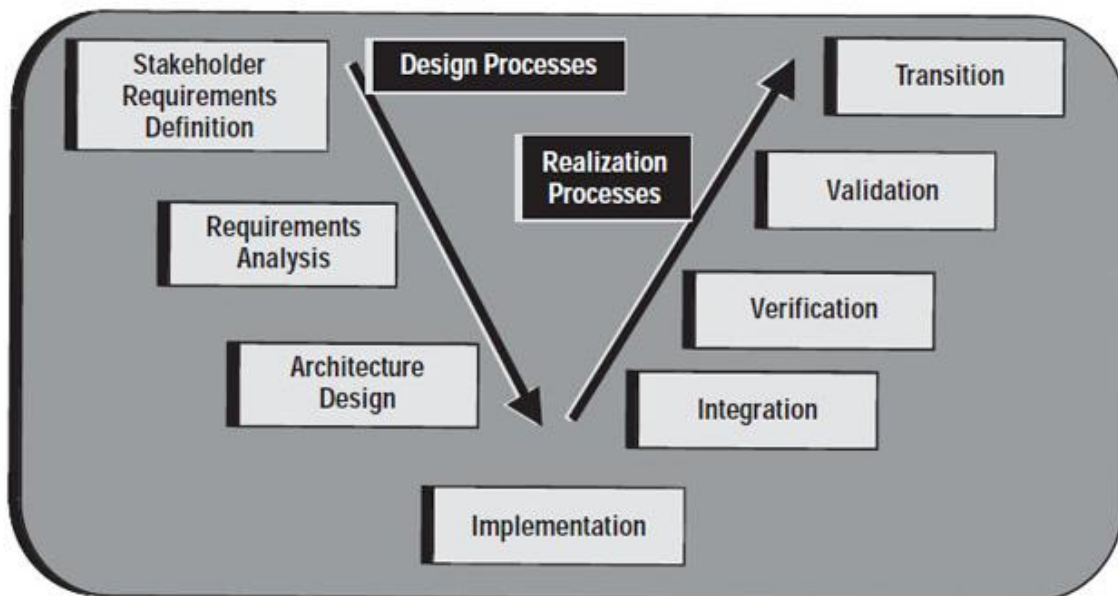 Stakeholder
Requirements
Definition
Design Processes
Transition
Realization
Processes
Validation
Requirements
Analysis
Verification
Architecture
Design
Integration
Implementation